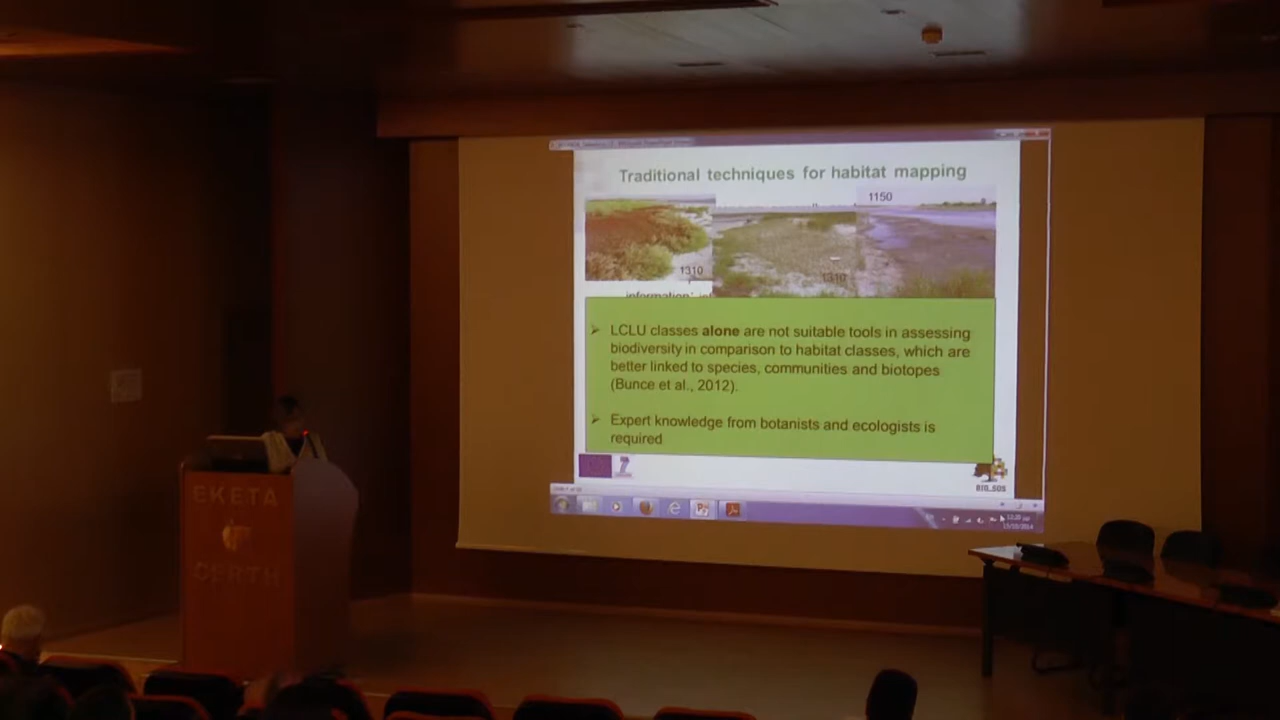 Traditional techniques for habitat mapping
1150
1310
1310
information:
LCLU classes alone are not suitable tools in assessing
biodiversity in comparison to habitat classes, which are
better linked to species, communities and biotopes
(Bunce et al., 2012).
Expert knowledge from botanists and ecologists is
required
BIO_SOS
EKETA
CERTH